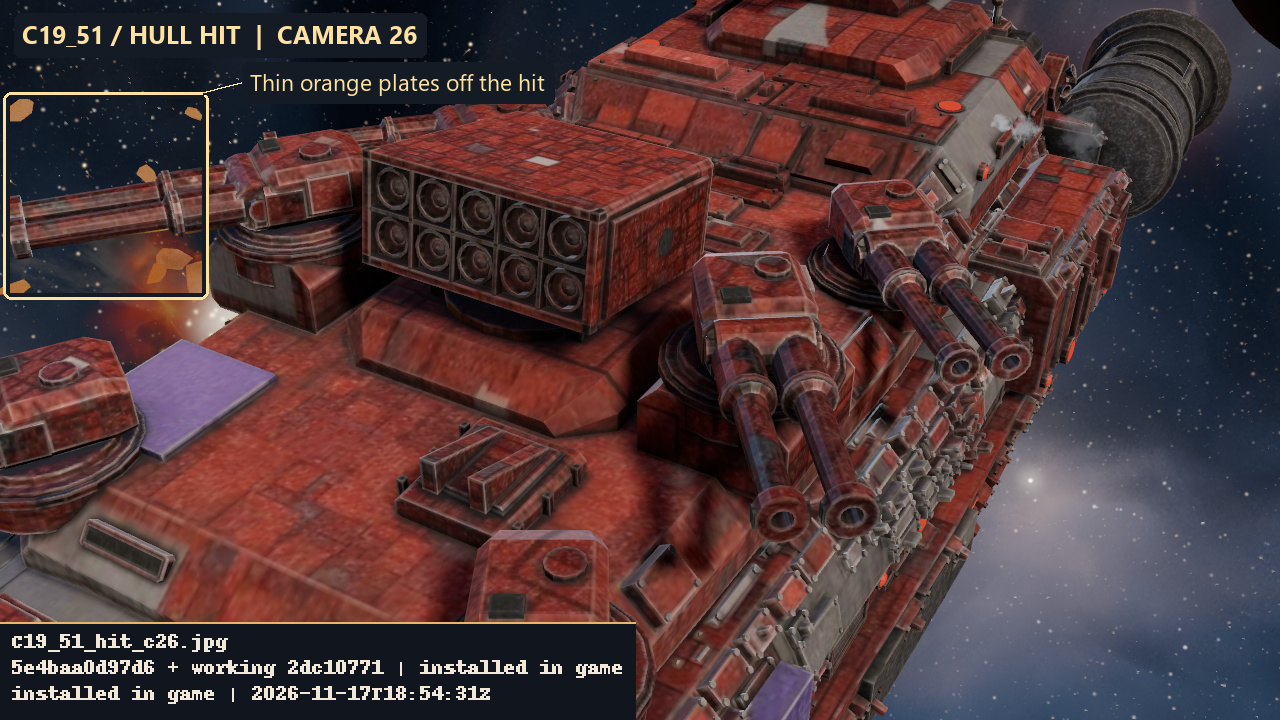 C19_51 / HULL HIT | CAMERA 26
Thin orange plates off the hit
C19_51_hit_c26.jpg
5e4baa0d97d6 + working 2dc10771 | installed in game
installed in game | 2026-11-17T18:54:31Z